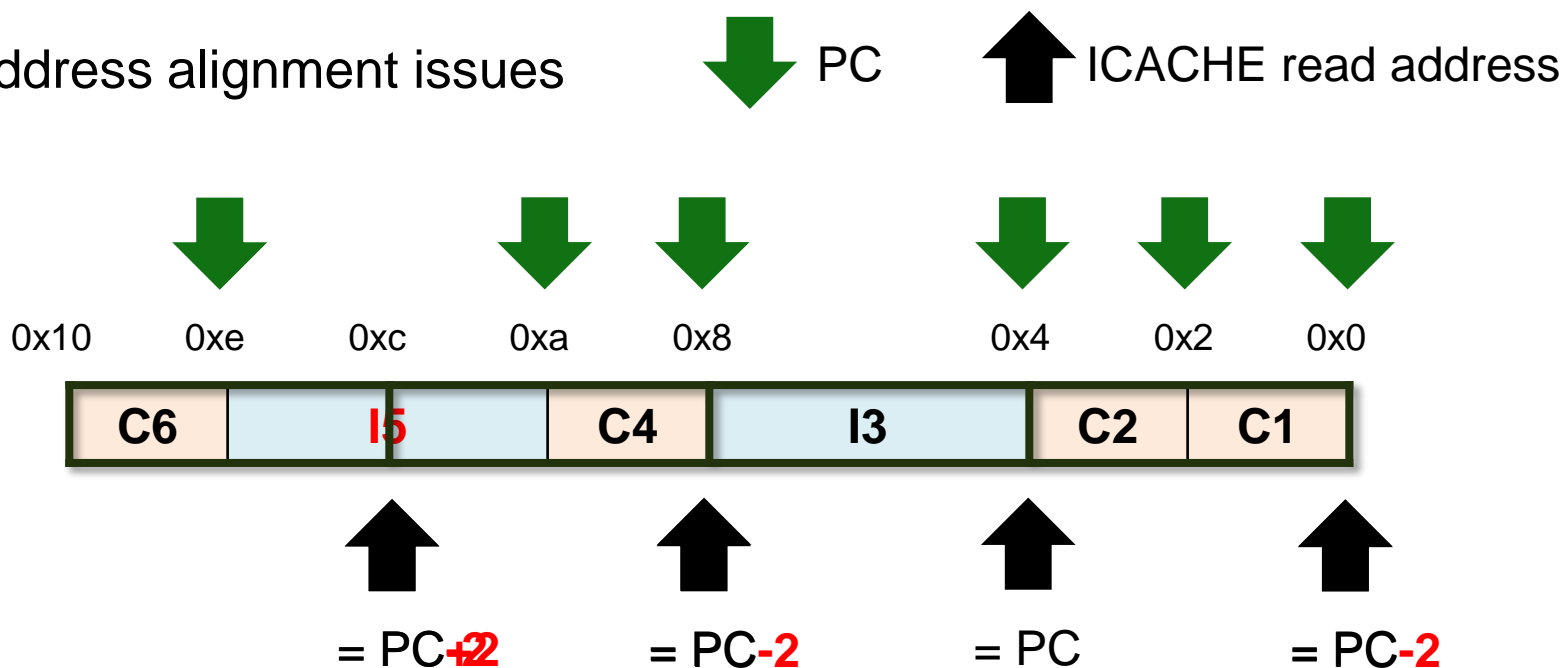 ddress alignment issues
PC
ICACHE read address
0x10 0xe 0xc 0xa 0x8 0x4 0x2 0x0
C6 I5 C4 I3 C2 C1
= PC = PC-2 = PC = PC-2